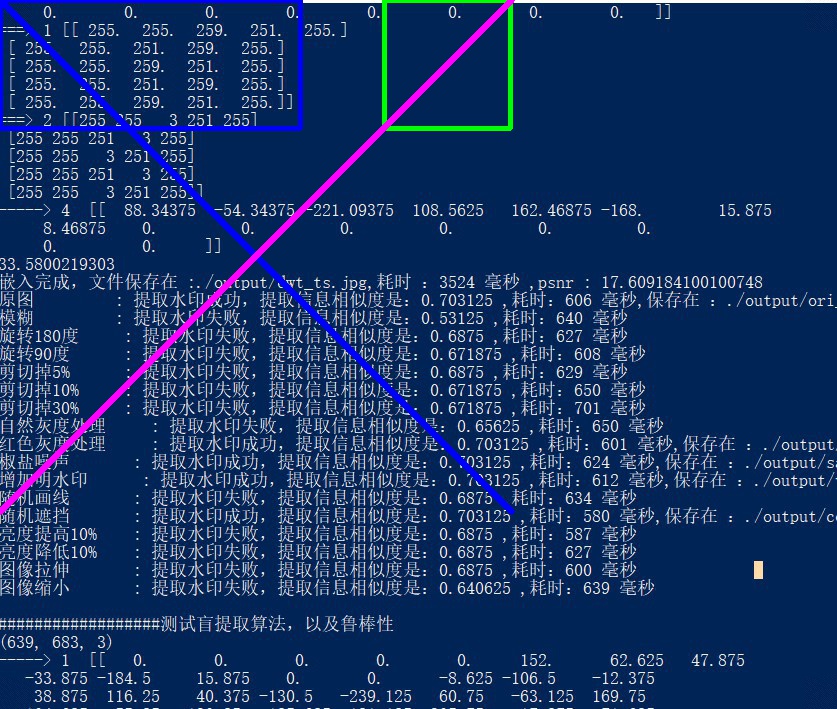 0. 0. 0. 0. 0. 0. 0. 0. ]]
===> 1 [[ 255. 255. 259. 251. 255.]
[ 255. 255. 251. 259. 255.]
[ 255. 255. 259. 251. 255.]
[ 255. 255. 251. 259. 255.]
[ 255. 255. 259. 251. 255.]]
===> 2 [[255 255 3 251 255]
[255 255 251 3 255]
[255 255 3 251 255]
[255 255 251 3 255]
[255 255 3 251 255]]
-----> 4 [[ 88.34375 -54.34375 -221.09375 108.5625 162.46875 -168. 15.875
8.46875 0. 0. 0. 0. 0. 0.
0. 0. ]]
33.5800219303
嵌入完成，文件保存在 :./output/dwt_ts.jpg,耗时 : 3524 毫秒 ,psnr : 17.609184100100748
原图 : 提取水印成功，提取信息相似度是: 0.703125 ,耗时: 606 毫秒,保存在 : ./output/ori_
模糊 : 提取水印失败，提取信息相似度是: 0.53125 ,耗时: 640 毫秒
旋转180度 : 提取水印失败，提取信息相似度是: 0.6875 ,耗时: 627 毫秒
旋转90度 : 提取水印失败，提取信息相似度是: 0.671875 ,耗时: 608 毫秒
剪切掉5% : 提取水印失败，提取信息相似度是: 0.6875 ,耗时: 629 毫秒
剪切掉10% : 提取水印失败，提取信息相似度是: 0.671875 ,耗时: 650 毫秒
剪切掉30% : 提取水印失败，提取信息相似度是: 0.671875 ,耗时: 701 毫秒
自然灰度处理 : 提取水印失败，提取信息相似度是: 0.65625 ,耗时: 650 毫秒
红色灰度处理 : 提取水印成功，提取信息相似度是: 0.703125 ,耗时: 601 毫秒,保存在 : ./output/
椒盐噪声 : 提取水印成功，提取信息相似度是: 0.703125 ,耗时: 624 毫秒,保存在 : ./output/sa
增加明水印 : 提取水印成功，提取信息相似度是: 0.703125 ,耗时: 612 毫秒,保存在 : ./output/
随机画线 : 提取水印失败，提取信息相似度是: 0.6875 ,耗时: 634 毫秒
随机遮挡 : 提取水印成功，提取信息相似度是: 0.703125 ,耗时: 580 毫秒,保存在 : ./output/co
亮度提高10% : 提取水印失败，提取信息相似度是: 0.6875 ,耗时: 587 毫秒
亮度降低10% : 提取水印失败，提取信息相似度是: 0.6875 ,耗时: 627 毫秒
图像拉伸 : 提取水印失败，提取信息相似度是: 0.6875 ,耗时: 600 毫秒
图像缩小 : 提取水印失败，提取信息相似度是: 0.640625 ,耗时: 639 毫秒
##################测试盲提取算法，以及鲁棒性
(639, 683, 3)
-----> 1 [[ 0. 0. 0. 0. 0. 152. 62.625 47.875
-33.875 -184.5 15.875 0. 0. -8.625 -106.5 -12.375
38.875 116.25 40.375 -130.5 -239.125 60.75 -63.125 169.75